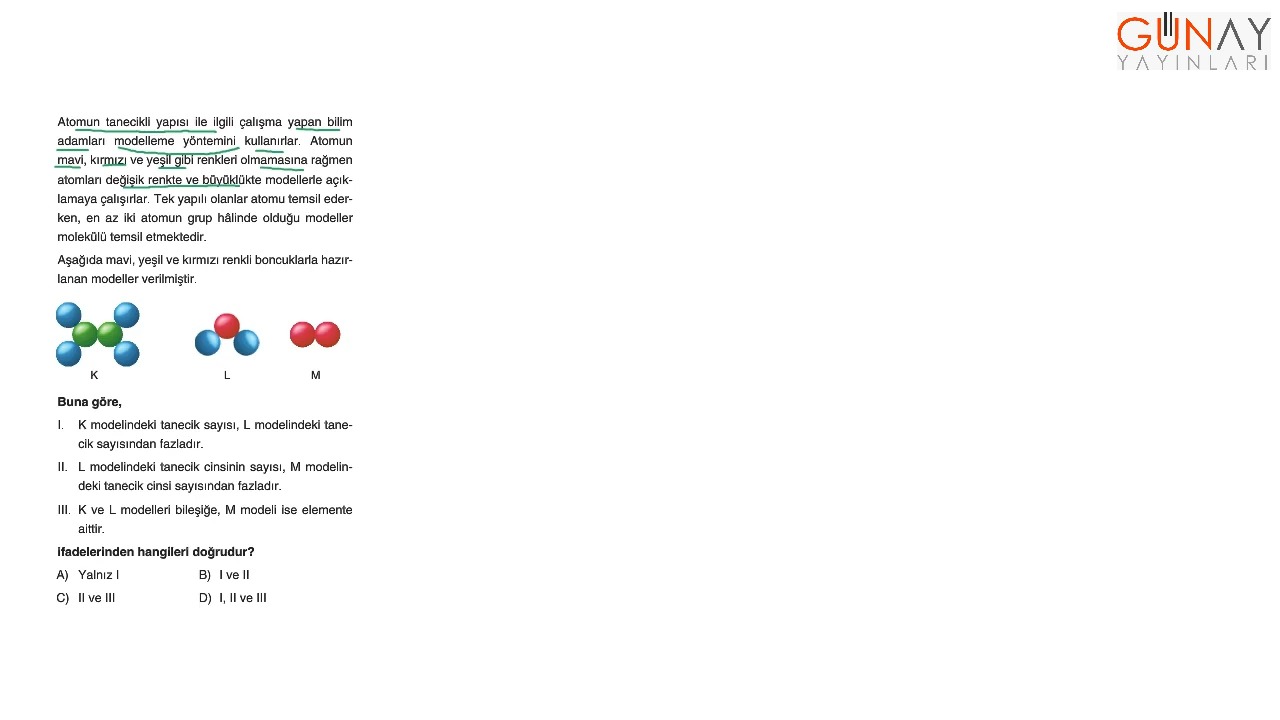 GÜNAY
YAYINLARI
Atomun tanecikli yapısı ile ilgili çalışma yapan bilim
adamları modelleme yöntemini kullanırlar. Atomun
mavi, kırmızı ve yeşil gibi renkleri olmamasına rağmen
atomları değişik renkte ve büyüklükte modellerle açık-
lamaya çalışırlar. Tek yapılı olanlar atomu temsil eder-
ken, en az iki atomun grup hâlinde olduğu modeller
molekülü temsil etmektedir.
Aşağıda mavi, yeşil ve kırmızı renkli boncuklarla hazır-
lanan modeller verilmiştir.
K L M
Buna göre,
I. K modelindeki tanecik sayısı, L modelindeki tane-
cik sayısından fazladır.
II. L modelindeki tanecik cinsinin sayısı, M modelin-
deki tanecik cinsi sayısından fazladır.
III. K ve L modelleri bileşiğe, M modeli ise elemente
aittir.
ifadelerinden hangileri doğrudur?
A) Yalnız I B) I ve II
C) II ve III D) I, II ve III